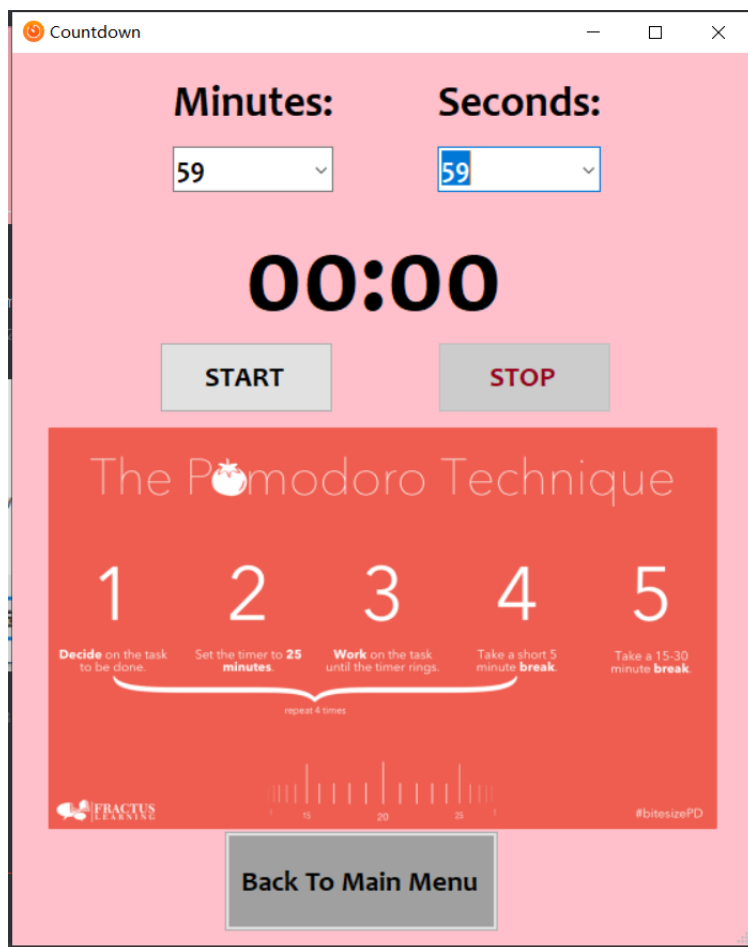 Countdown
Minutes: Seconds:
59 59
00:00
START STOP
The Pomodoro Technique
1 2 3 4 5
Decide on the task to be done.
Set the timer to 25 minutes.
Work on the task until the timer rings.
Take a short 5 minute break.
Take a 15-30 minute break.
repeat 4 times
15 20 25
FRACTUS
LEARNING
#bitesizePD
Back To Main Menu